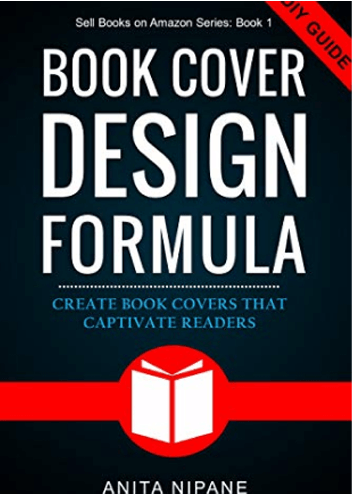 Sell Books on Amazon Series: Book 1
DIY GUIDE
BOOK COVER
DESIGN
FORMULA
CREATE BOOK COVERS THAT
CAPTIVATE READERS
ANITA NIPANE